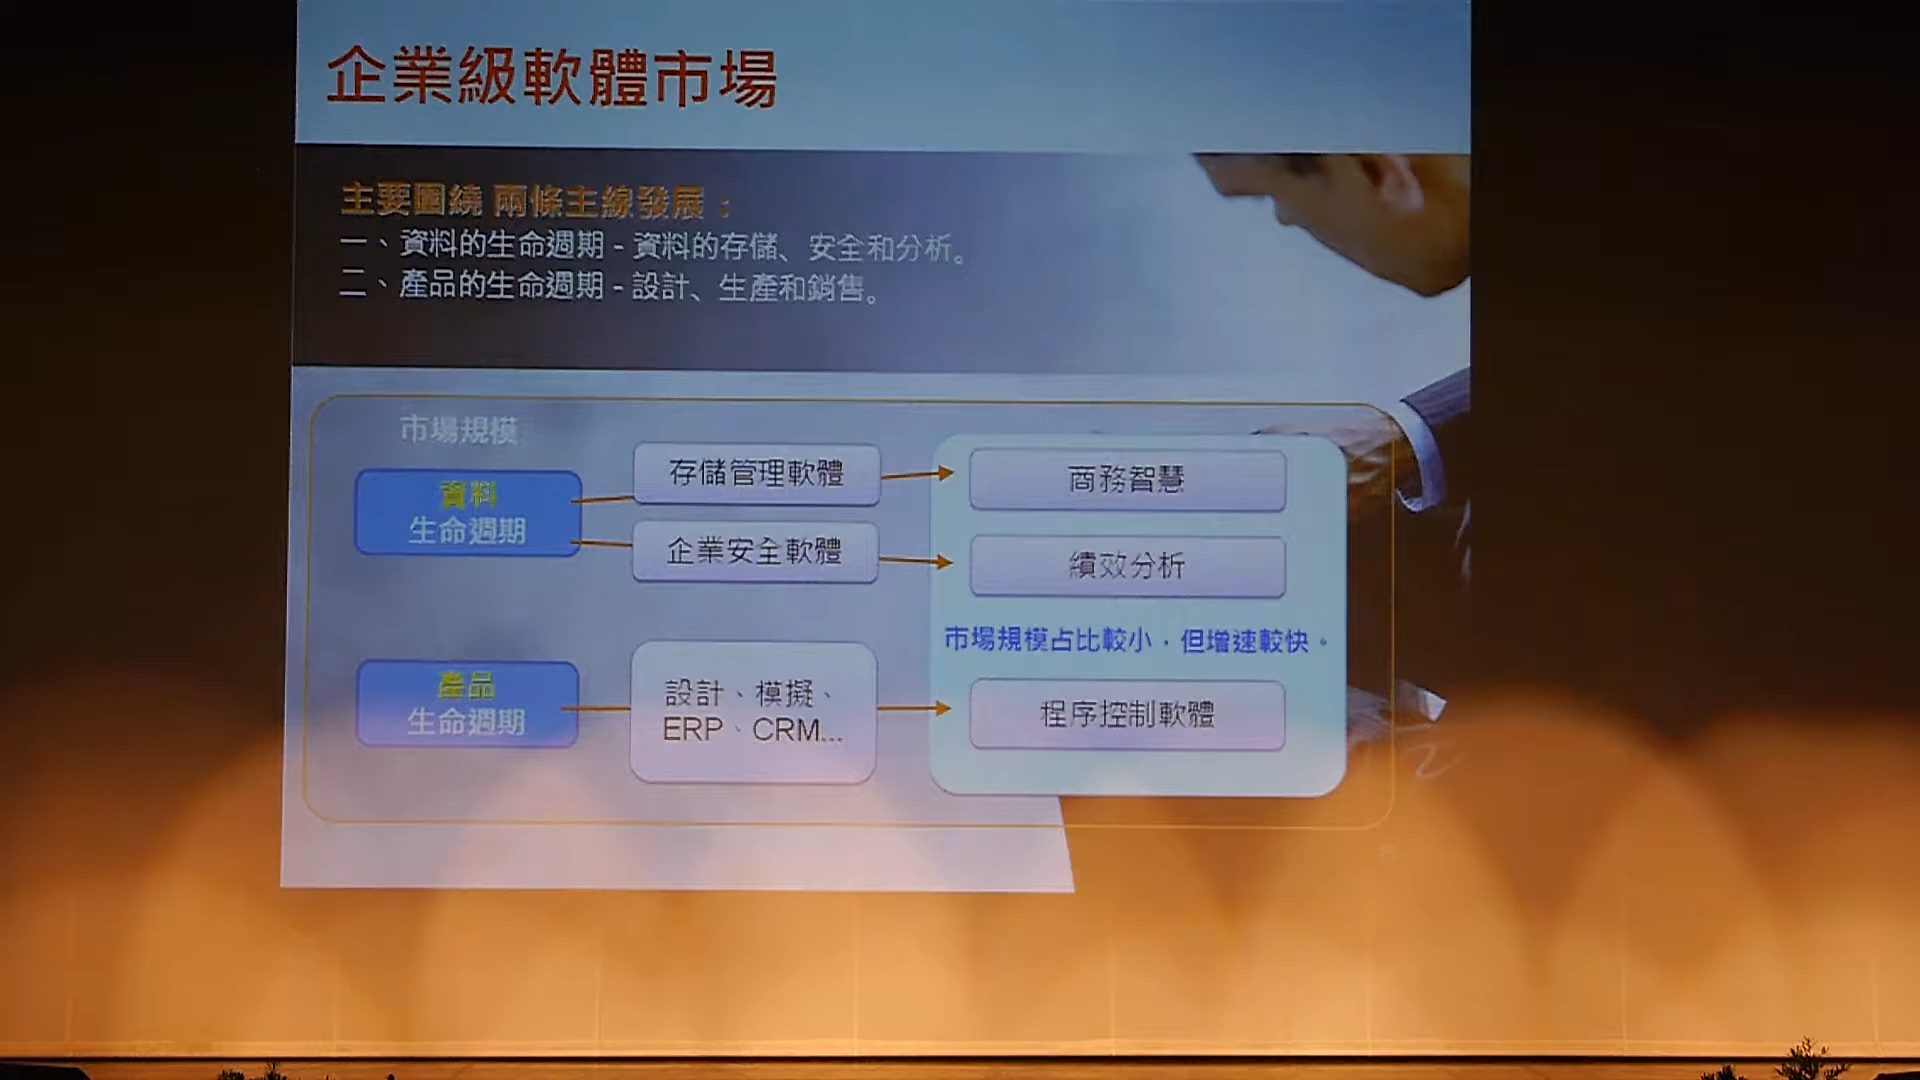 企業級軟體市場
主要圍繞 兩條主線發展：
一、資料的生命週期 - 資料的存儲、安全和分析。
二、產品的生命週期 - 設計、生產和銷售。
市場規模
資料
生命週期
存儲管理軟體
企業安全軟體
商務智慧
績效分析
市場規模占比較小，但增速較快。
產品
生命週期
設計、模擬、
ERP、CRM...
程序控制軟體